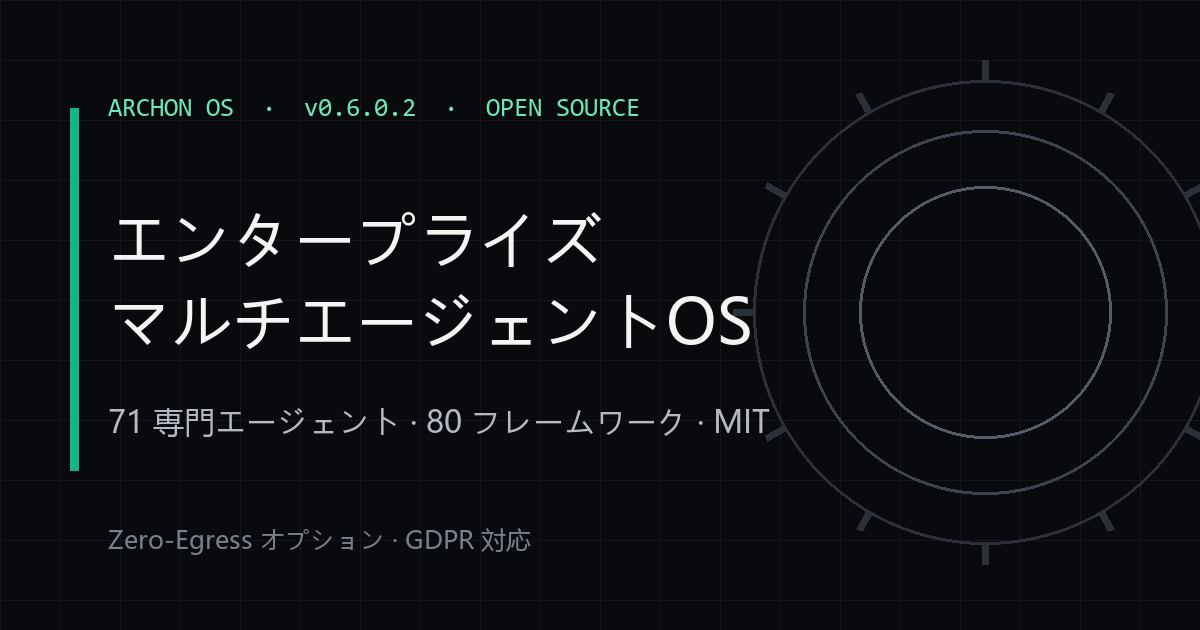 ARCHON OS · v0.6.0.2 · OPEN SOURCE
エンタープライズ
マルチエージェントOS
71 専門エージェント · 80 フレームワーク · MIT
Zero-Egress オプション · GDPR 対応